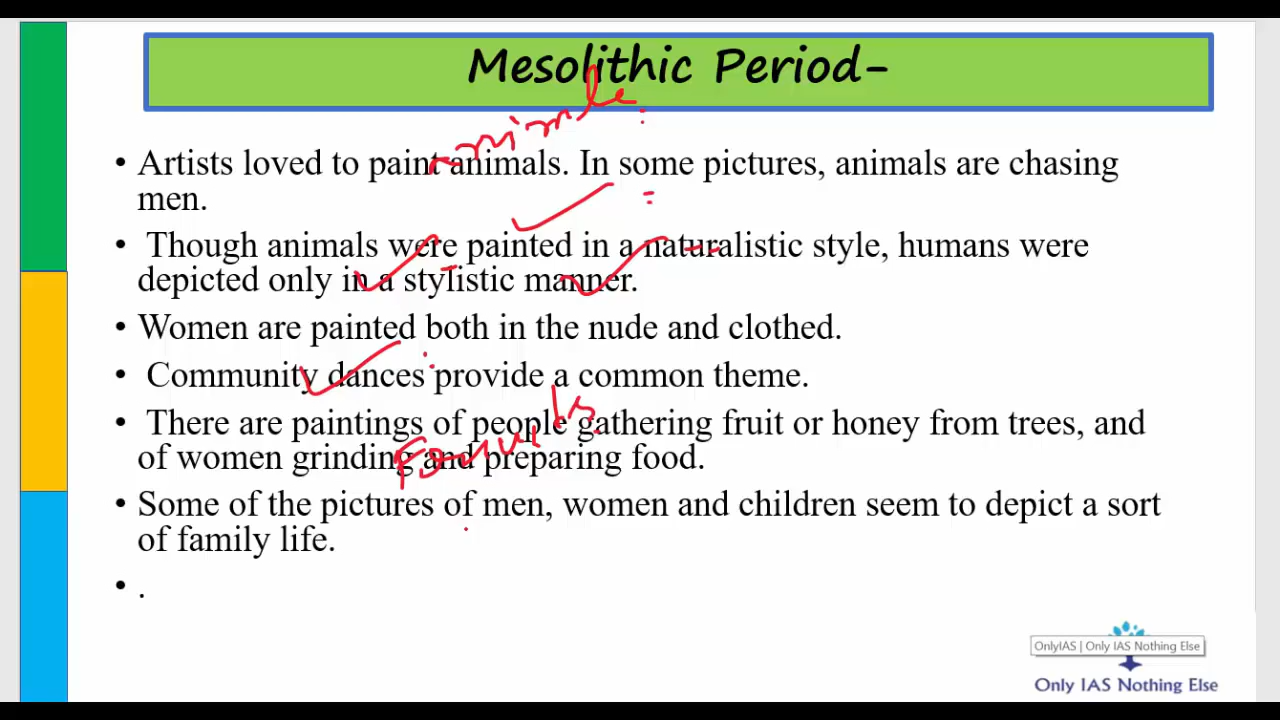 Mesolithic Period-
• Artists loved to paint animals. In some pictures, animals are chasing
men.
• Though animals were painted in a naturalistic style, humans were
depicted only in a stylistic manner.
• Women are painted both in the nude and clothed.
• Community dances provide a common theme.
• There are paintings of people gathering fruit or honey from trees, and
of women grinding and preparing food.
• Some of the pictures of men, women and children seem to depict a sort
of family life.
• .
OnlyIAS | Only IAS Nothing Else
Only IAS Nothing Else